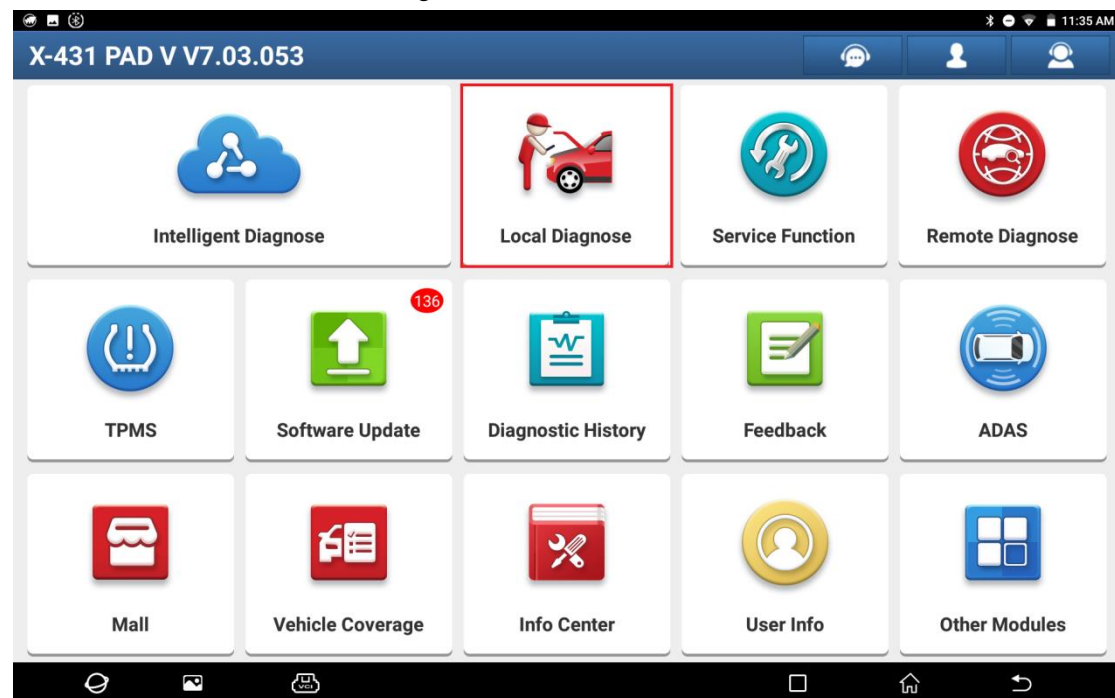 11:35 AM
X-431 PAD V V7.03.053
Intelligent Diagnose
Local Diagnose
Service Function
Remote Diagnose
136
TPMS
Software Update
Diagnostic History
Feedback
ADAS
Mall
Vehicle Coverage
Info Center
User Info
Other Modules
VCI